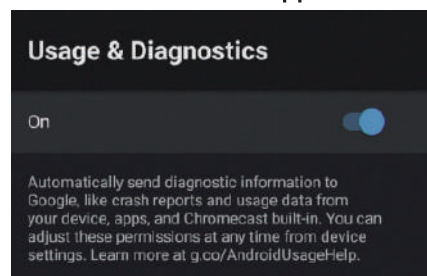 Usage & Diagnostics
On
Automatically send diagnostic information to
Google, like crash reports and usage data from
your device, apps, and Chromecast built-in. You can
adjust these permissions at any time from device
settings. Learn more at g.co/AndroidUsageHelp.